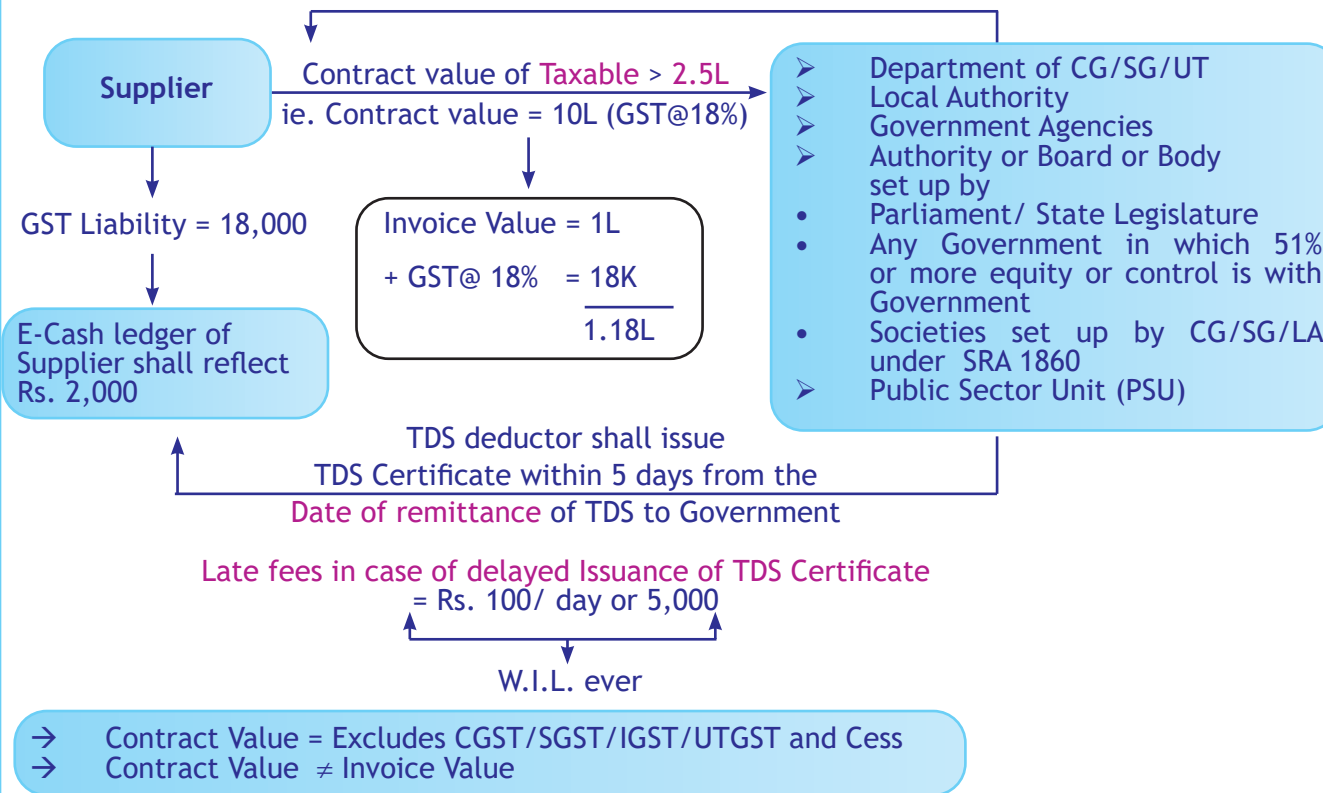 Supplier
Contract value of Taxable > 2.5L
ie. Contract value = 10L (GST@18%)
GST Liability = 18,000
E-Cash ledger of
Supplier shall reflect
Rs. 2,000
Invoice Value = 1L
+ GST@ 18% = 18K
1.18L
➢ Department of CG/SG/UT
➢ Local Authority
➢ Government Agencies
➢ Authority or Board or Body
set up by
• Parliament/ State Legislature
• Any Government in which 51%
or more equity or control is with
Government
• Societies set up by CG/SG/LA
under SRA 1860
➢ Public Sector Unit (PSU)
TDS deductor shall issue
TDS Certificate within 5 days from the
Date of remittance of TDS to Government
Late fees in case of delayed Issuance of TDS Certificate
= Rs. 100/ day or 5,000
W.I.L. ever
→ Contract Value = Excludes CGST/SGST/IGST/UTGST and Cess
→ Contract Value ≠ Invoice Value